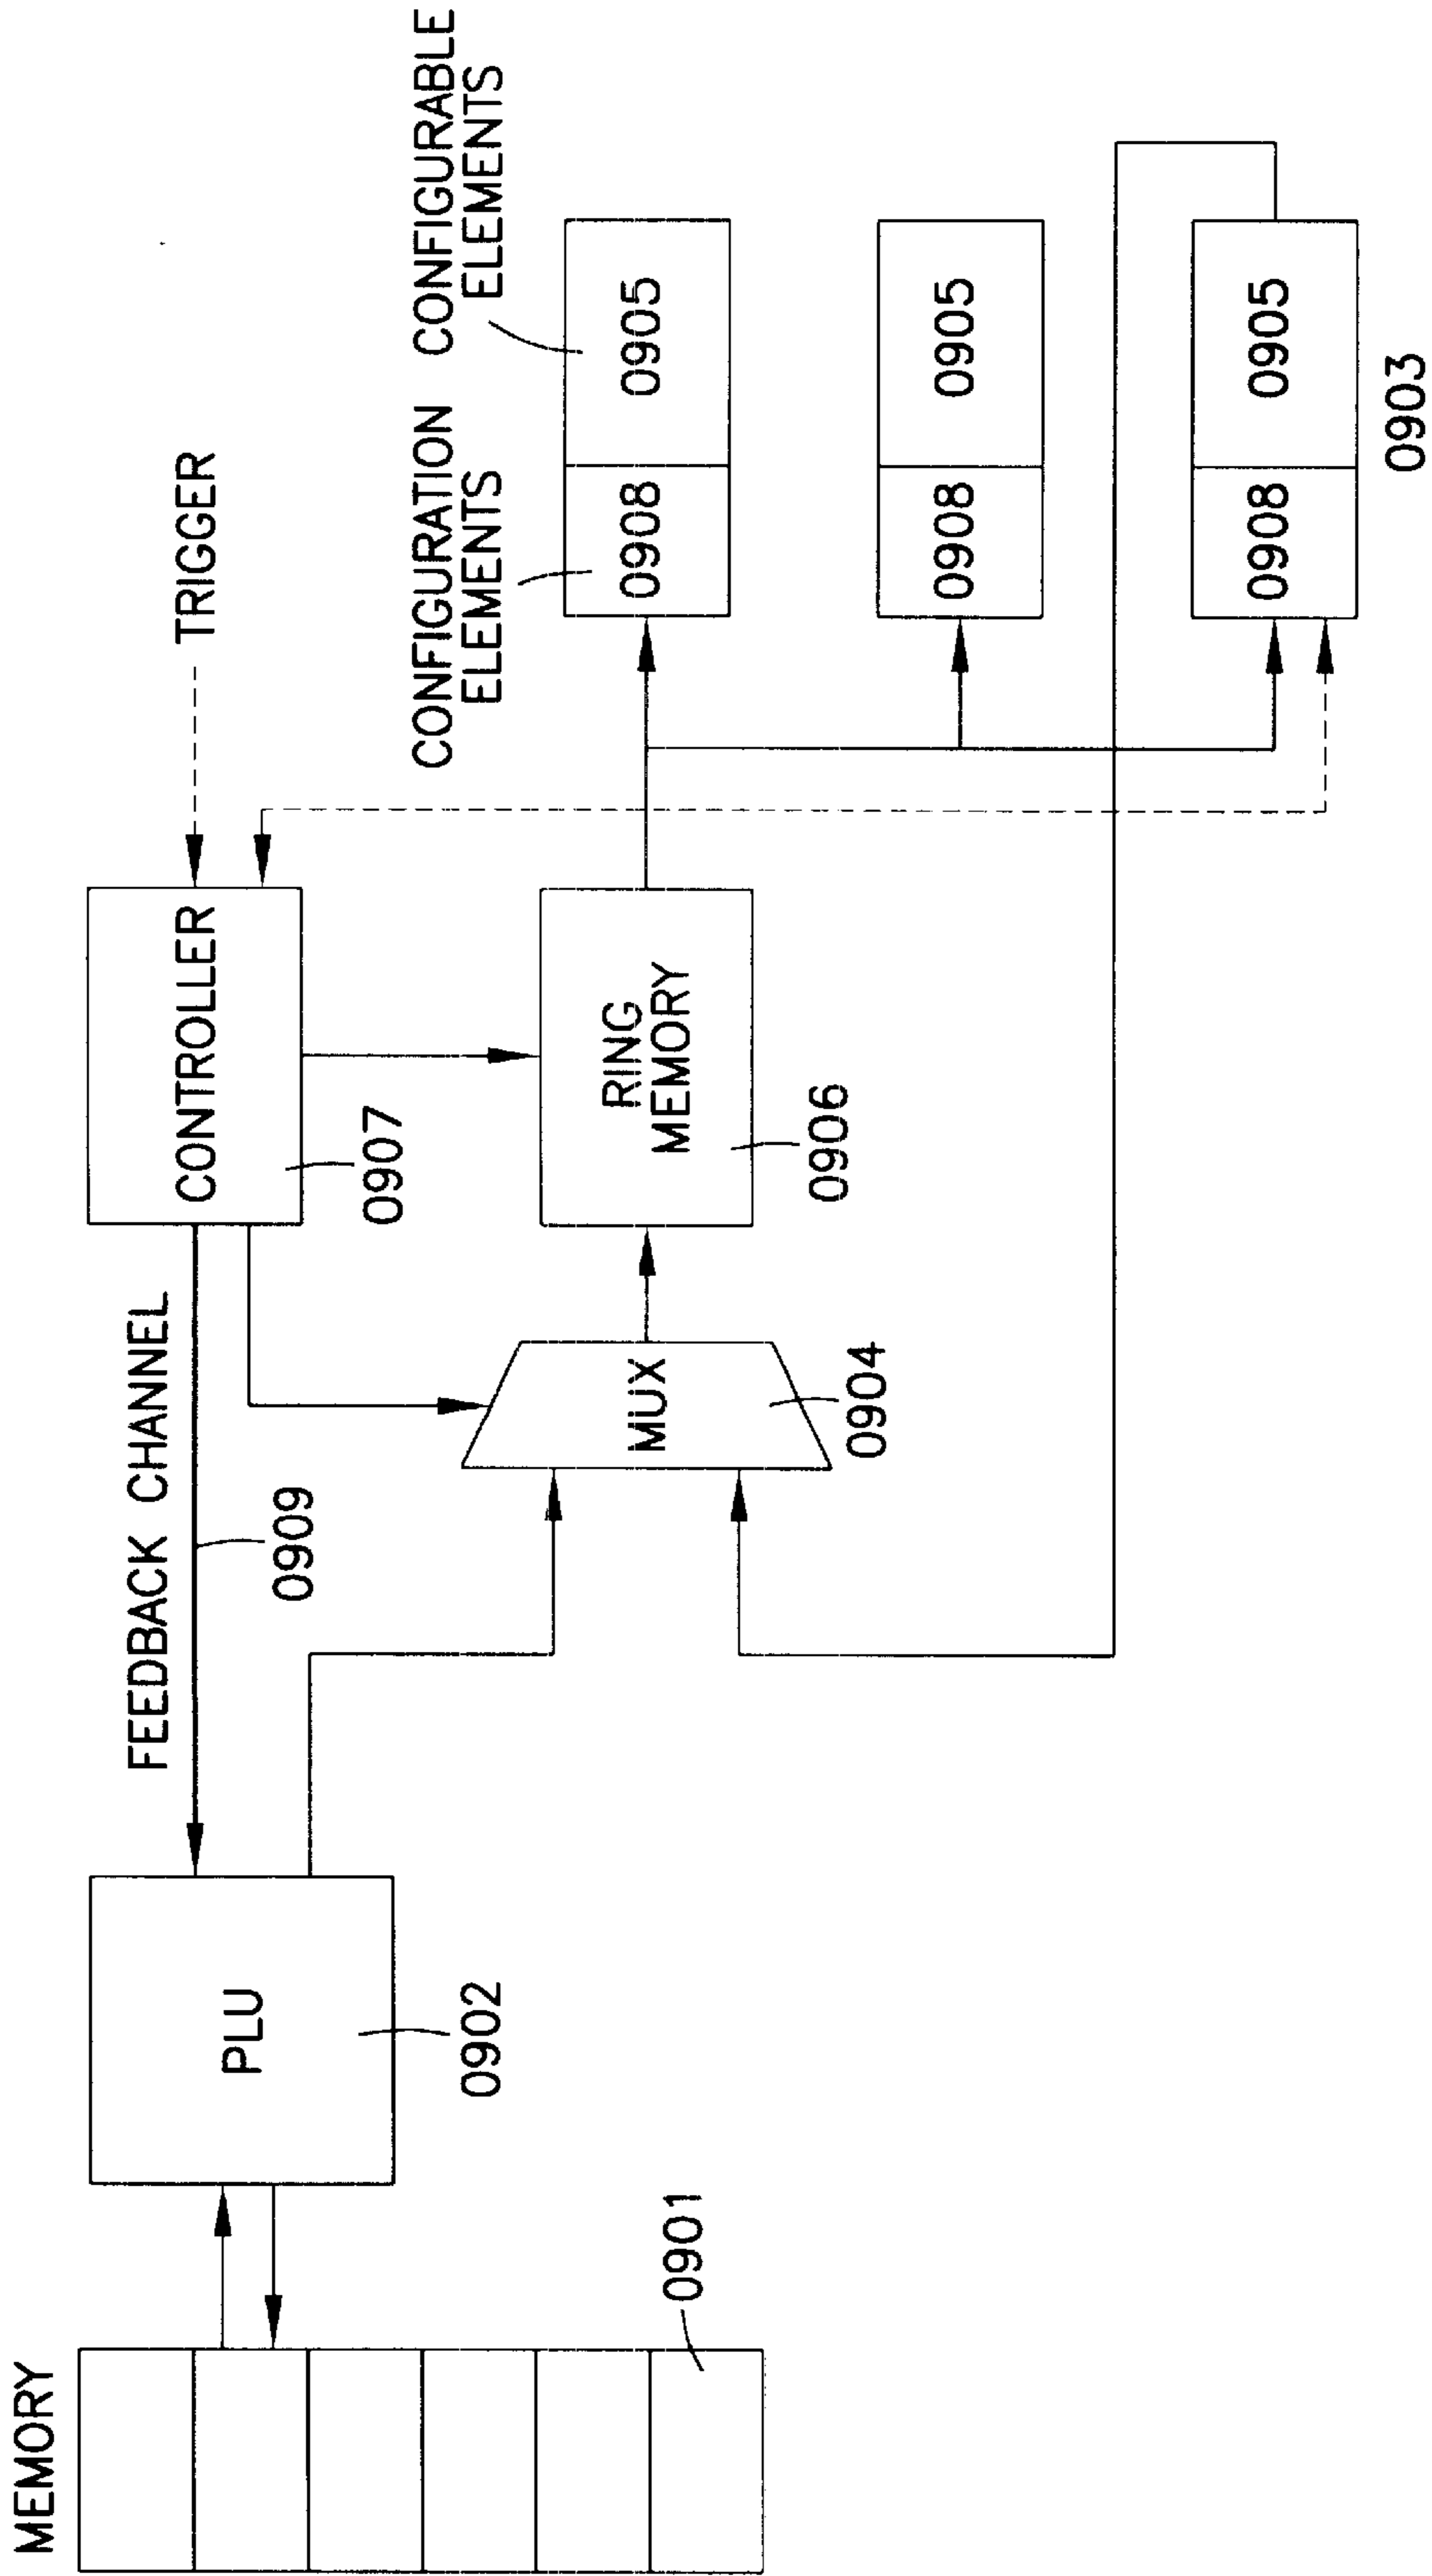 MEMORY
0901
PLU
0902
FEEDBACK CHANNEL
0909
CONTROLLER
0907
TRIGGER
MUX
0904
RING
MEMORY
0906
CONFIGURATION
ELEMENTS
CONFIGURABLE
ELEMENTS
0908
0905
0908
0905
0908
0905
0903